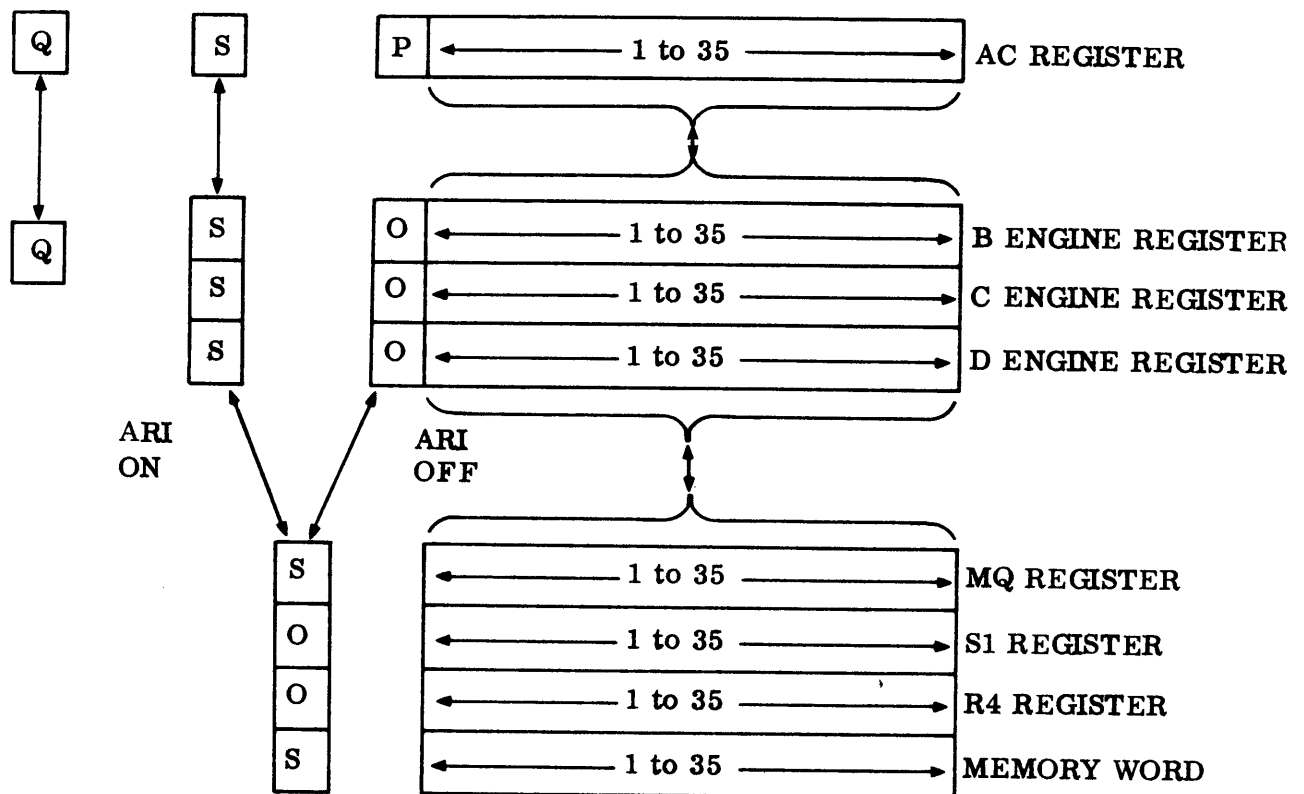 Q S P 1 to 35 AC REGISTER
Q S O 1 to 35 B ENGINE REGISTER
S O 1 to 35 C ENGINE REGISTER
S O 1 to 35 D ENGINE REGISTER
ARI ON
ARI OFF
S 1 to 35 MQ REGISTER
O 1 to 35 S1 REGISTER
O 1 to 35 R4 REGISTER
S 1 to 35 MEMORY WORD